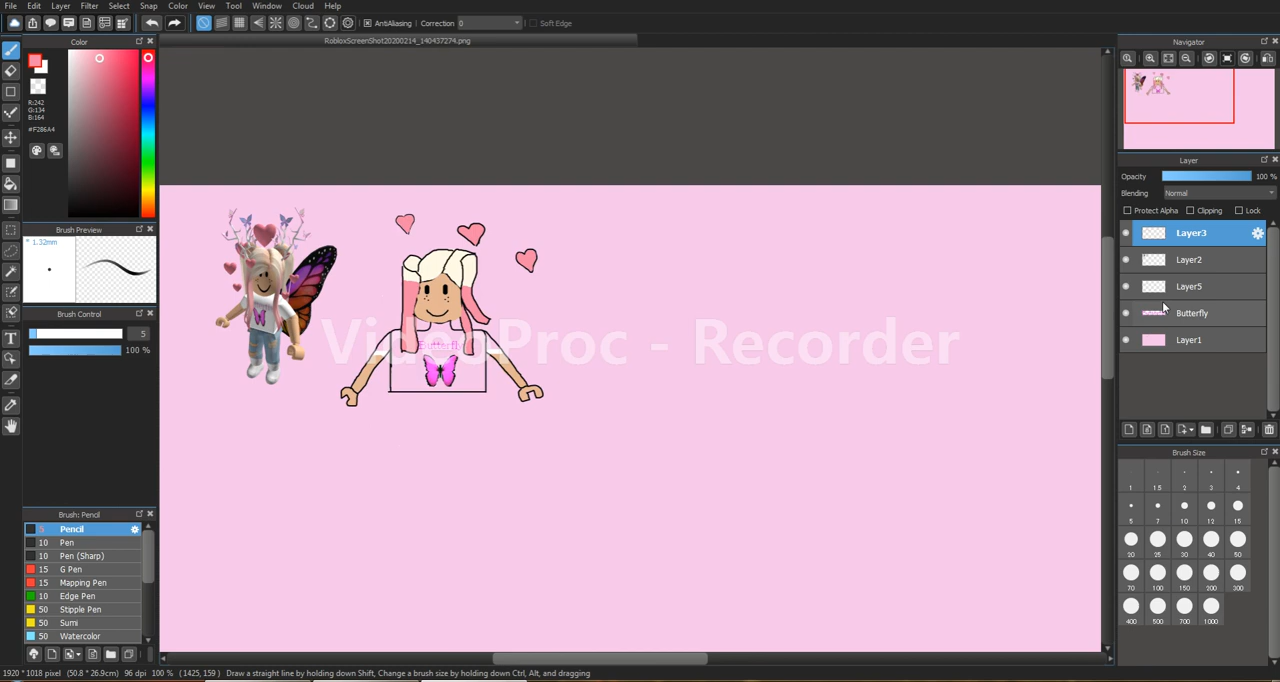 File Edit Layer Filter Select Snap Color View Tool Window Cloud Help
AntiAliasing Correction 0 Soft Edge
Color
RobloxScreenShot20200214_140437274.png
Navigator
R:242
G:134
B:164
#F286A4
Brush Preview
* 1.32mm
Brush Control
5
100 %
Brush: Pencil
5 Pencil
10 Pen
10 Pen (Sharp)
15 G Pen
15 Mapping Pen
10 Edge Pen
50 Stipple Pen
50 Sumi
50 Watercolor
Butterfly
VideoProc - Recorder
Layer
Opacity 100 %
Blending Normal
Protect Alpha Clipping Lock
Layer3
Layer2
Layer5
Butterfly
Layer1
Brush Size
1 1.5 2 3 4
5 7 10 12 15
20 25 30 40 50
70 100 150 200 300
400 500 700 1000
1920 * 1018 pixel (50.8 * 26.9cm) 96 dpi 100 % ( 1425, 159 ) Draw a straight line by holding down Shift, Change a brush size by holding down Ctrl, Alt, and dragging